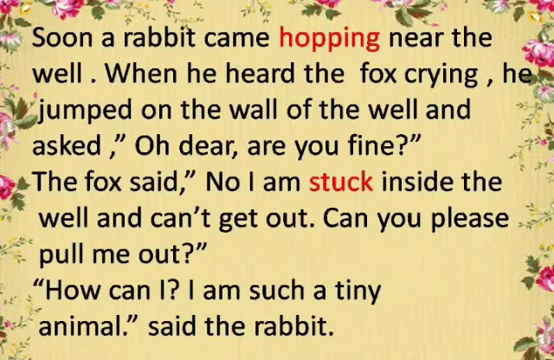 Soon a rabbit came hopping near the
well . When he heard the fox crying , he
jumped on the wall of the well and
asked ,” Oh dear, are you fine?”
The fox said,” No I am stuck inside the
well and can’t get out. Can you please
pull me out?”
“How can I? I am such a tiny
animal.” said the rabbit.